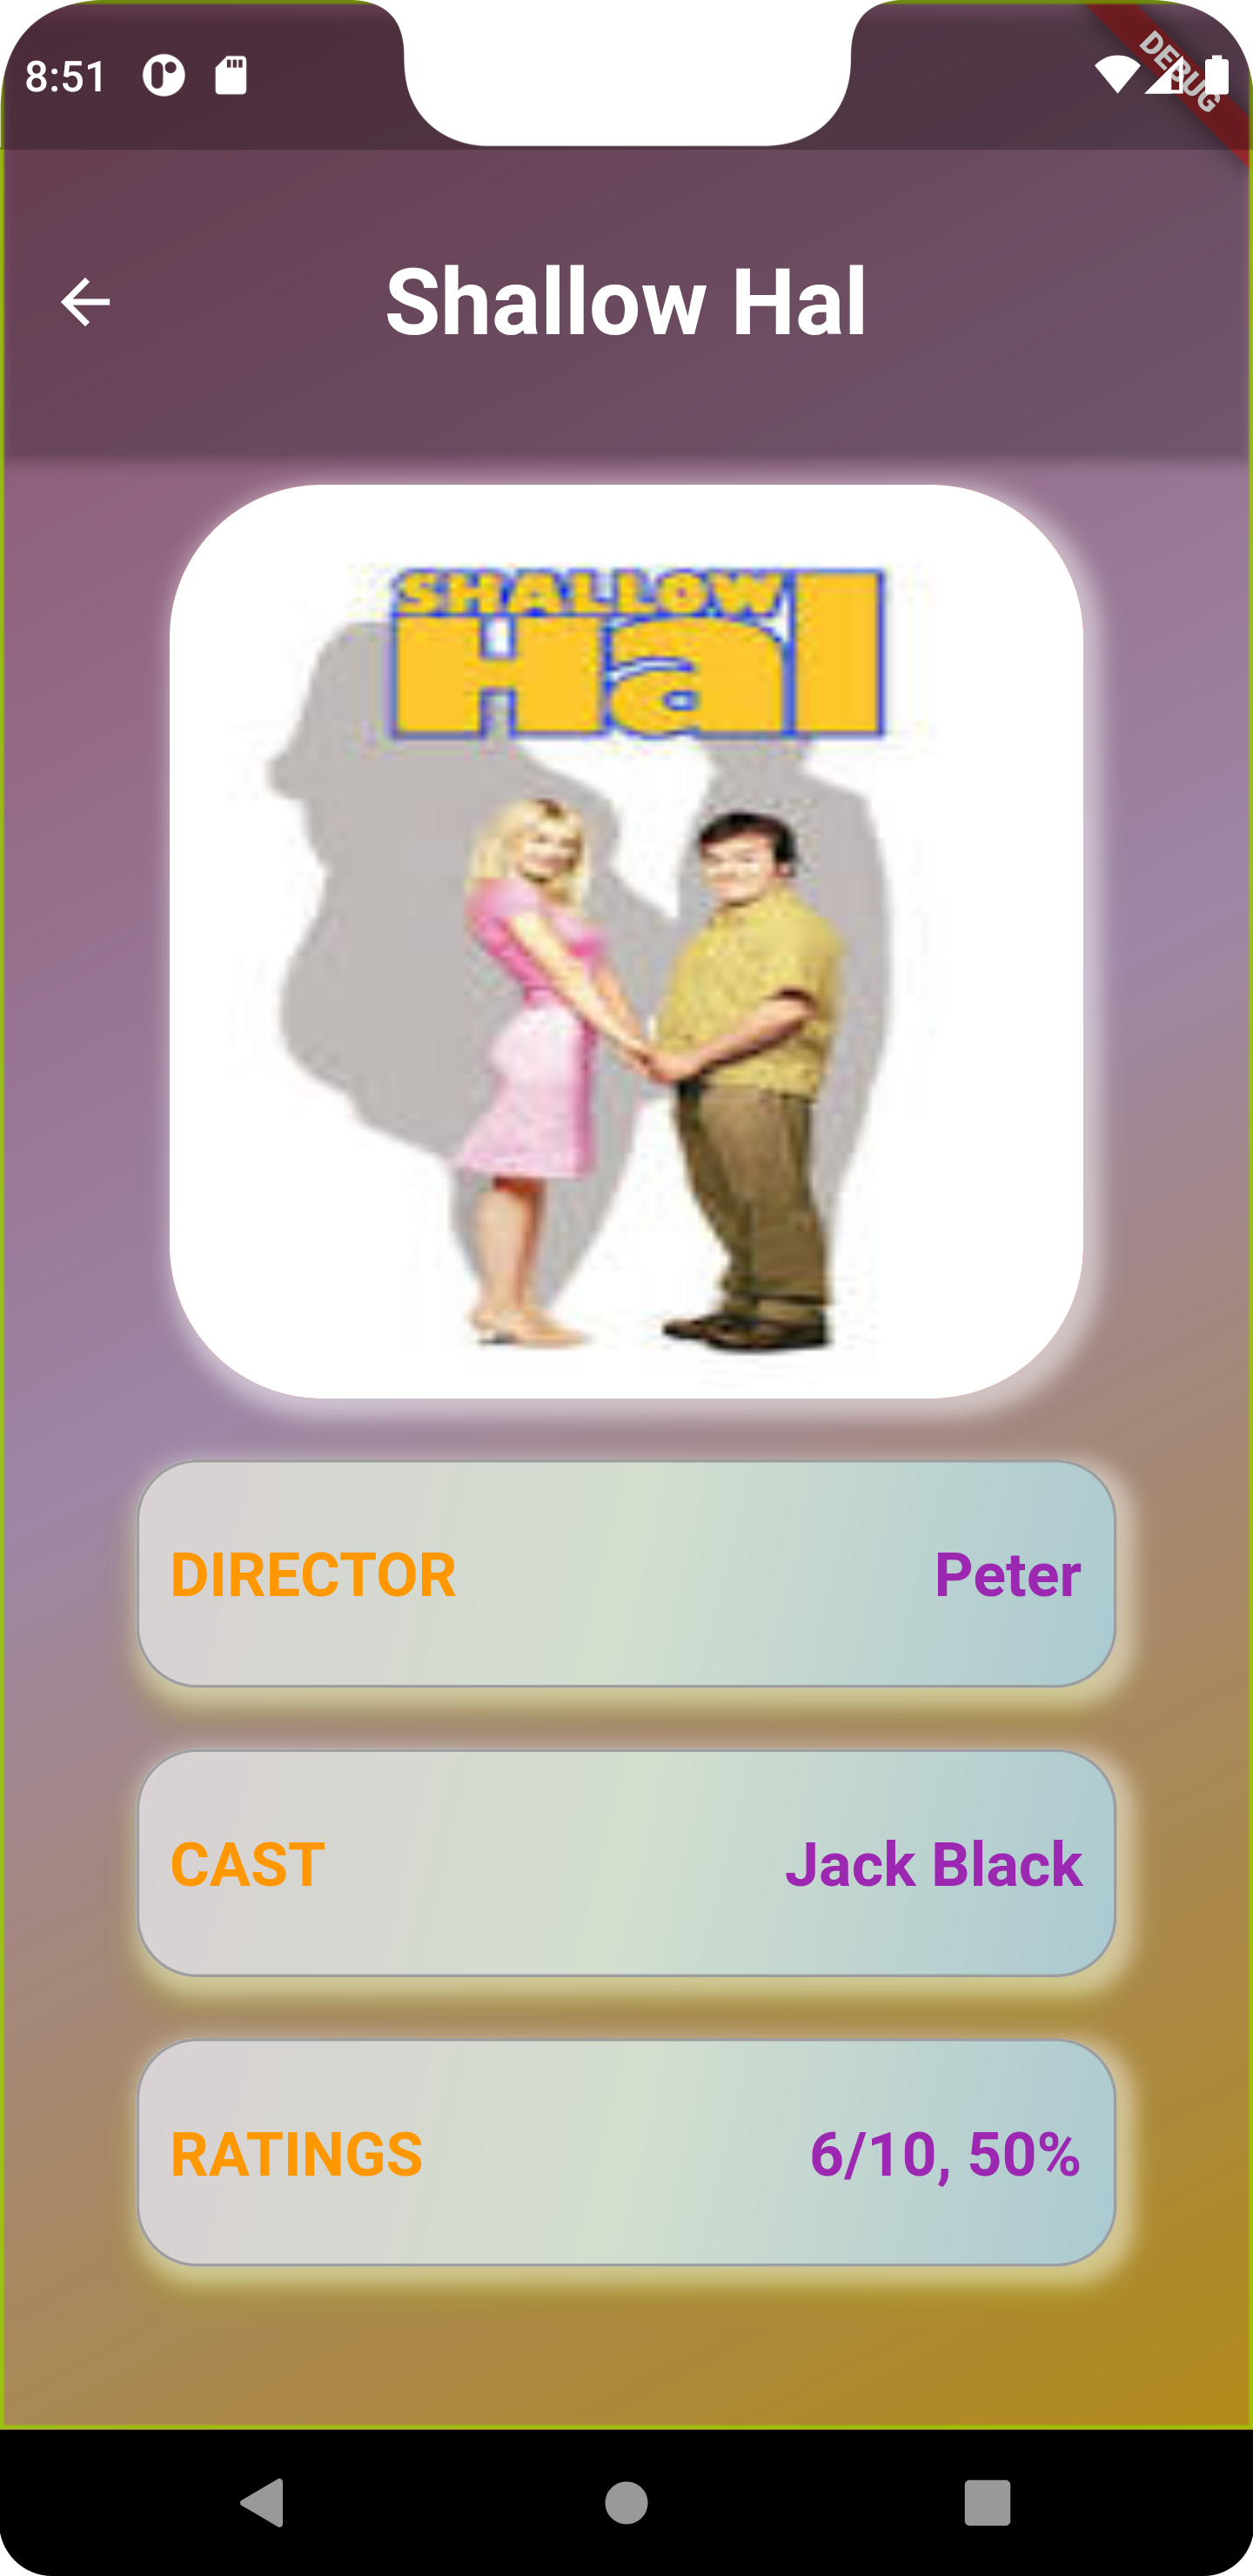 8:51
DEBUG
Shallow Hal
SHALLOW
Hal
DIRECTOR Peter
CAST Jack Black
RATINGS 6/10, 50%